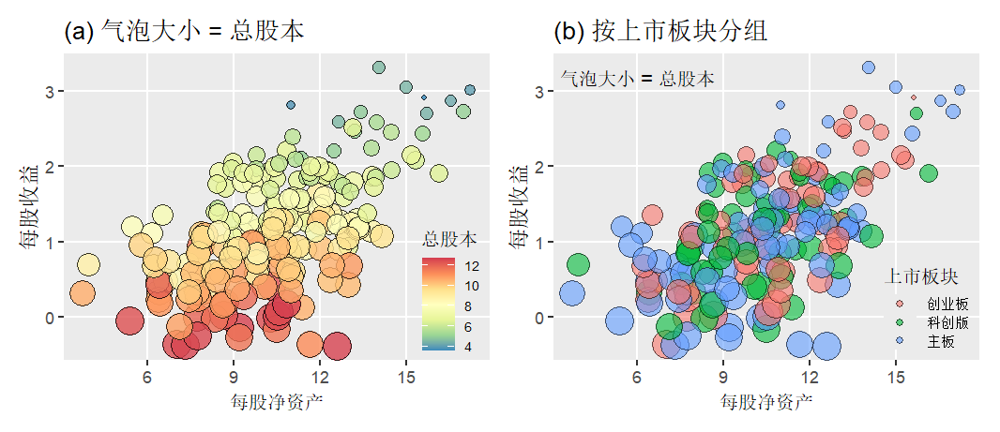 (a) 气泡大小 = 总股本
每股收益
3
2
1
0
6
9
12
15
每股净资产
总股本
12
10
8
6
4
(b) 按上市板块分组
气泡大小 = 总股本
每股收益
3
2
1
0
6
9
12
15
每股净资产
上市板块
创业板
科创版
主板